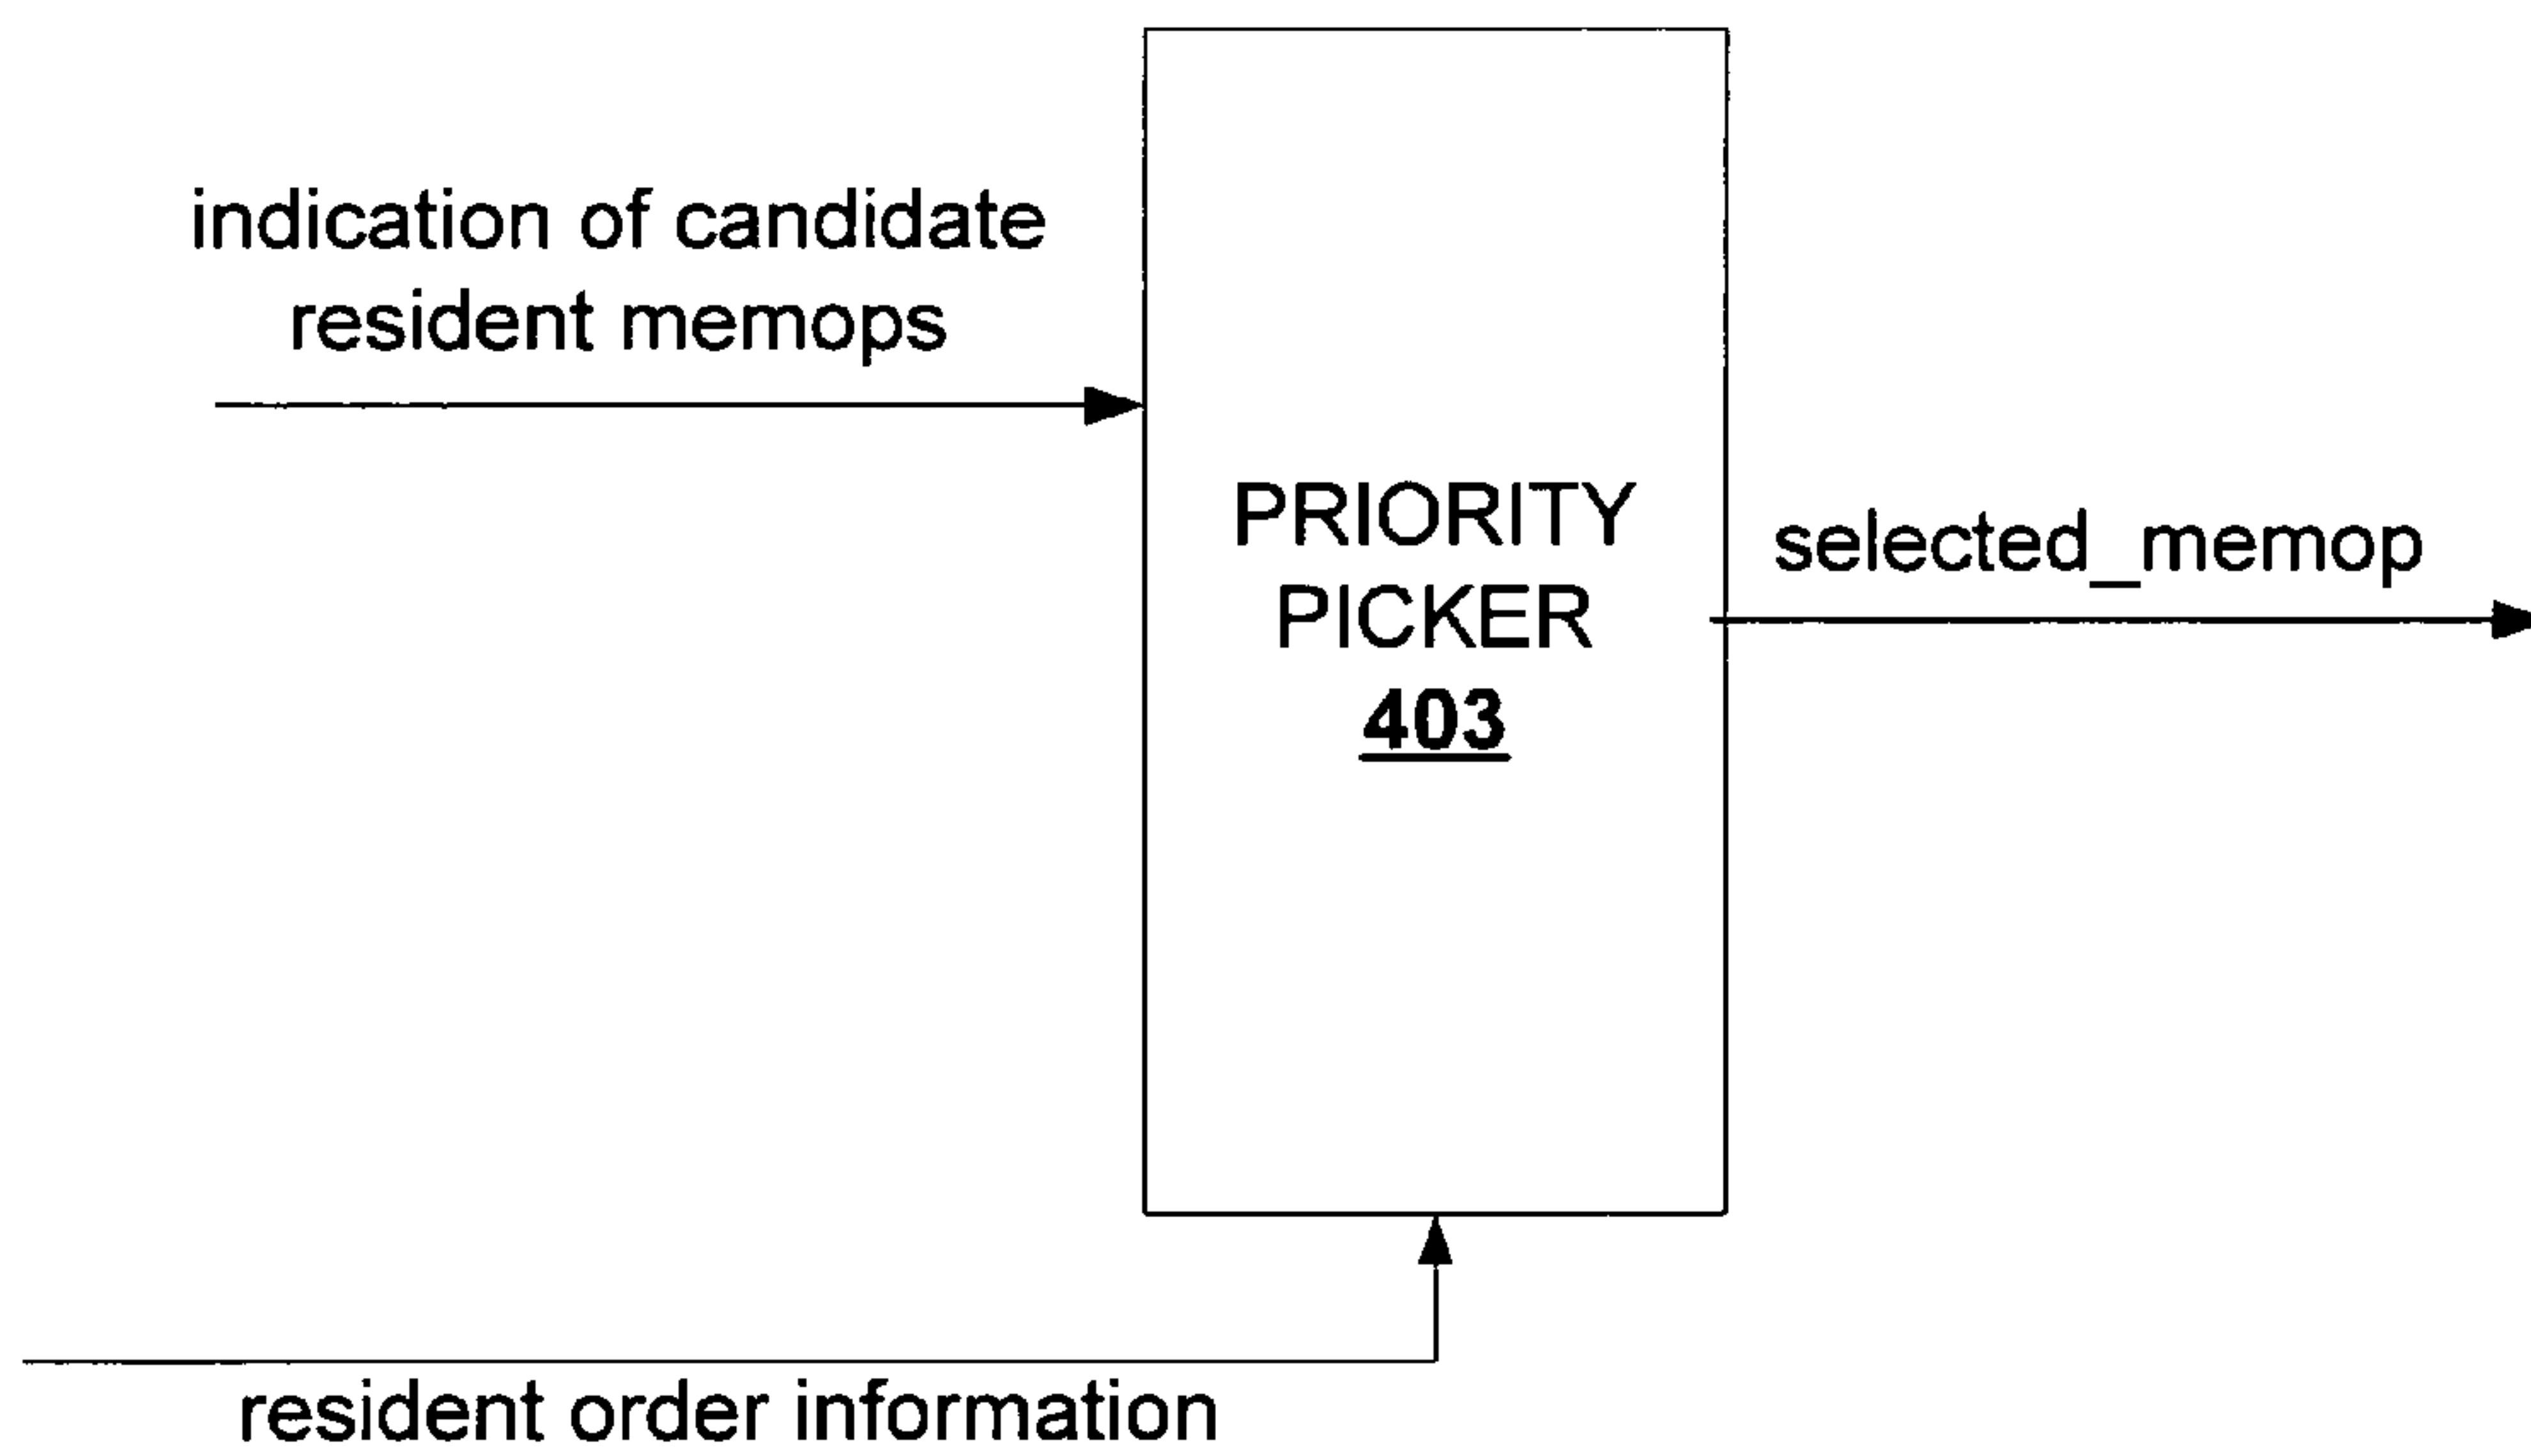 indication of candidate
resident memops
PRIORITY
PICKER
403
selected_memop
resident order information